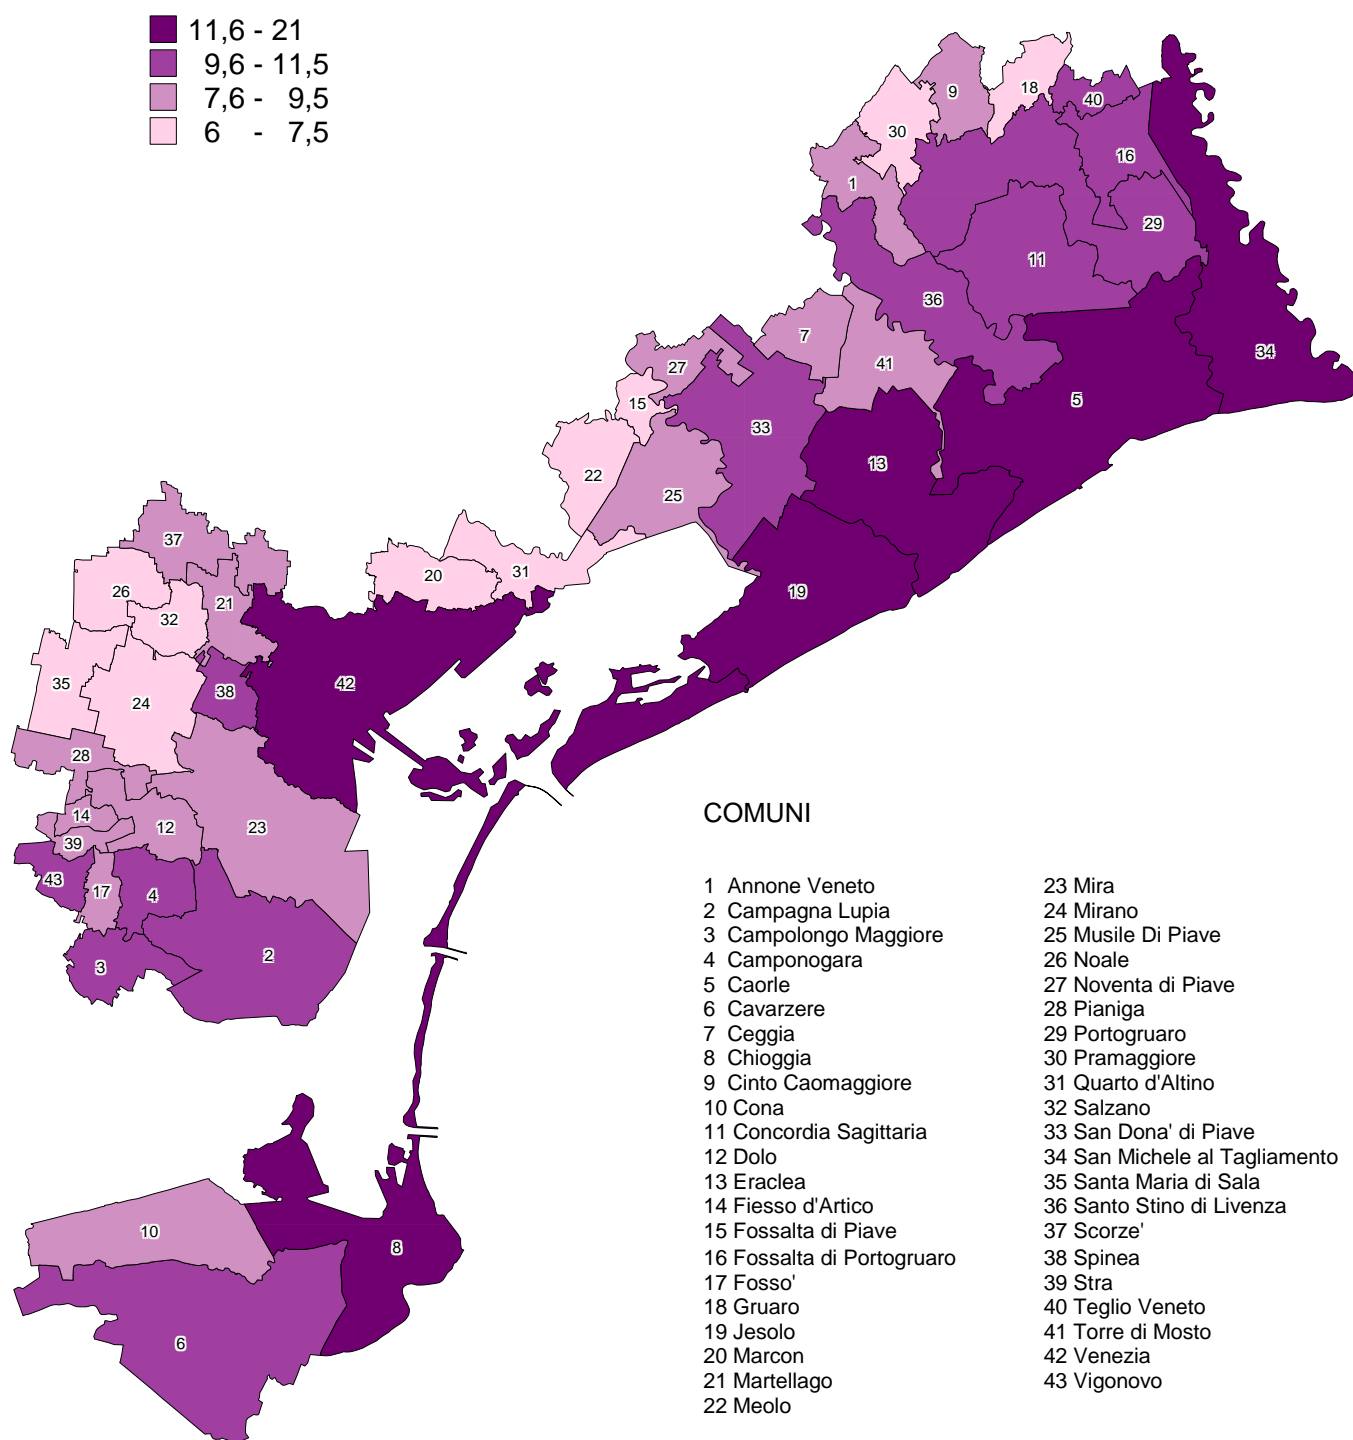 11,6 - 21
9,6 - 11,5
7,6 - 9,5
6 - 7,5
9
18
40
30
16
1
29
11
36
7
34
27
41
5
15
33
13
22
25
37
20
31
26
21
19
32
35
42
38
24
28
14
12
23
39
43
17
4
2
3
10
8
6
COMUNI
1 Annone Veneto
2 Campagna Lupia
3 Campolongo Maggiore
4 Camponogara
5 Caorle
6 Cavarzere
7 Ceggia
8 Chioggia
9 Cinto Caomaggiore
10 Cona
11 Concordia Sagittaria
12 Dolo
13 Eraclea
14 Fiesso d'Artico
15 Fossalta di Piave
16 Fossalta di Portogruaro
17 Fosso'
18 Gruaro
19 Jesolo
20 Marcon
21 Martellago
22 Meolo
23 Mira
24 Mirano
25 Musile Di Piave
26 Noale
27 Noventa di Piave
28 Pianiga
29 Portogruaro
30 Pramaggiore
31 Quarto d'Altino
32 Salzano
33 San Dona' di Piave
34 San Michele al Tagliamento
35 Santa Maria di Sala
36 Santo Stino di Livenza
37 Scorze'
38 Spinea
39 Stra
40 Teglio Veneto
41 Torre di Mosto
42 Venezia
43 Vigonovo